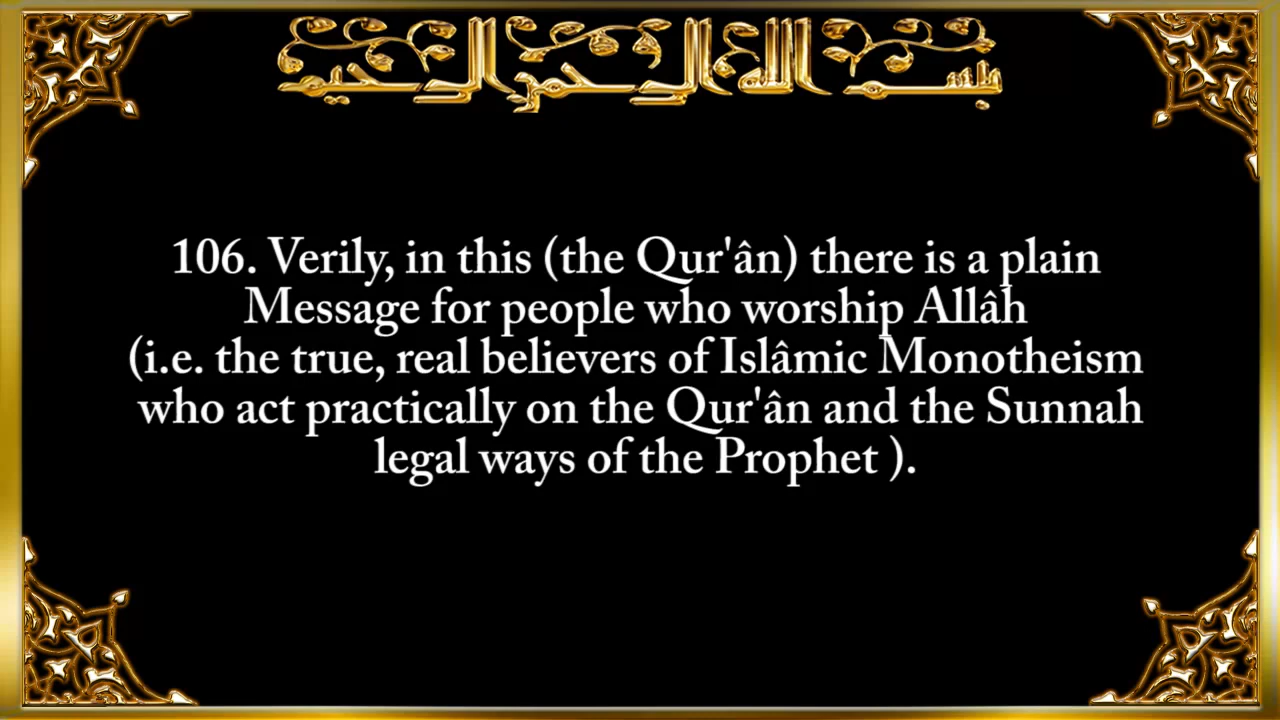 بسم الله الرحمن الرحيم
106. Verily, in this (the Qur'ân) there is a plain
Message for people who worship Allâh
(i.e. the true, real believers of Islâmic Monotheism
who act practically on the Qur'ân and the Sunnah
legal ways of the Prophet ).